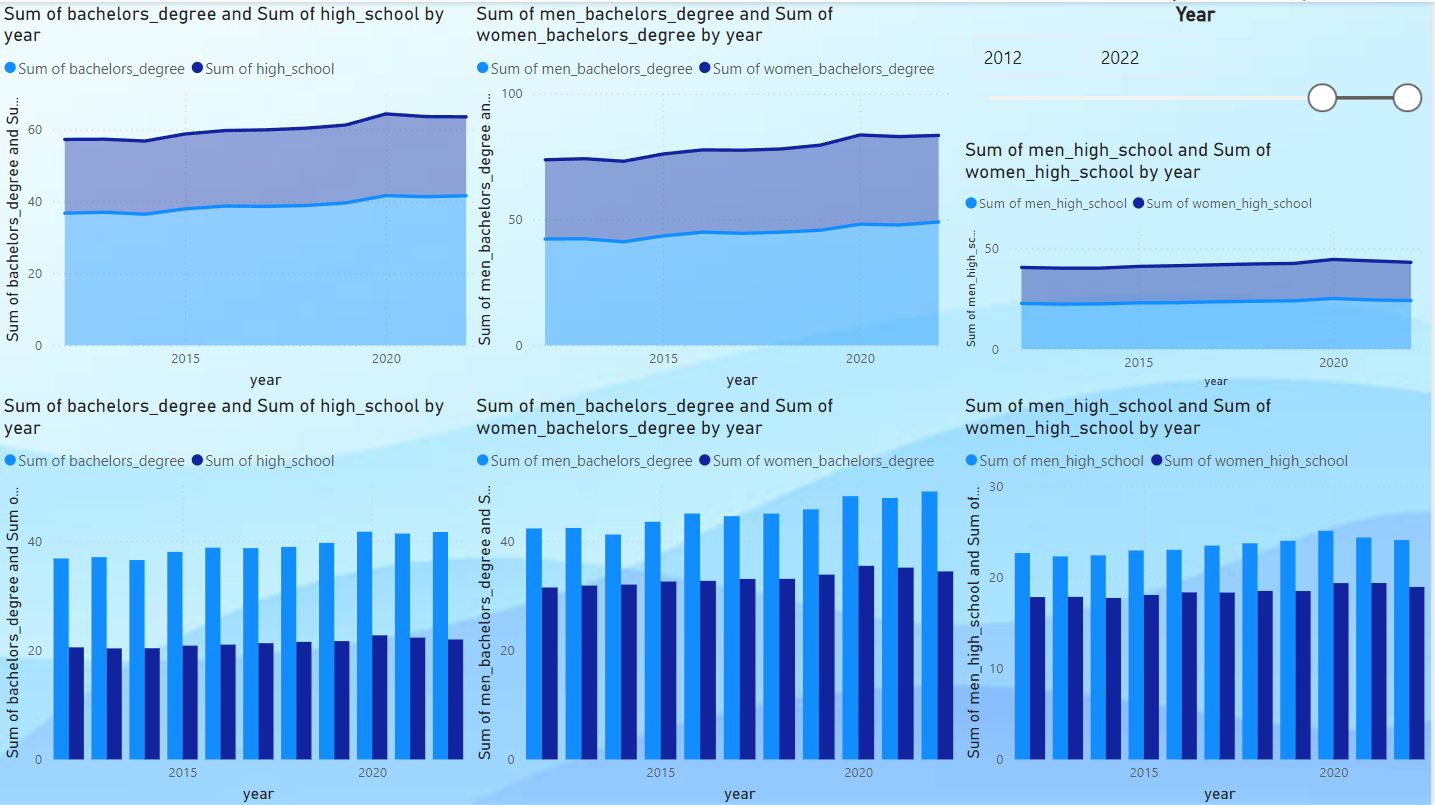 Sum of bachelors_degree and Sum of high_school by
year
Sum of bachelors_degree Sum of high_school
Sum of bachelors_degree and Su...
60
40
20
0
2015 2020
year
Sum of men_bachelors_degree and Sum of
women_bachelors_degree by year
Sum of men_bachelors_degree Sum of women_bachelors_degree
Sum of men_bachelors_degree an...
100
50
0
2015 2020
year
Year
2012 2022
Sum of men_high_school and Sum of
women_high_school by year
Sum of men_high_school Sum of women_high_school
Sum of men_high_sc...
50
0
2015 2020
year
Sum of bachelors_degree and Sum of high_school by
year
Sum of bachelors_degree Sum of high_school
Sum of bachelors_degree and Sum o...
40
20
0
2015 2020
year
Sum of men_bachelors_degree and Sum of
women_bachelors_degree by year
Sum of men_bachelors_degree Sum of women_bachelors_degree
Sum of men_bachelors_degree and S...
40
20
0
2015 2020
year
Sum of men_high_school and Sum of
women_high_school by year
Sum of men_high_school Sum of women_high_school
Sum of men_high_school and Sum of...
30
20
10
0
2015 2020
year